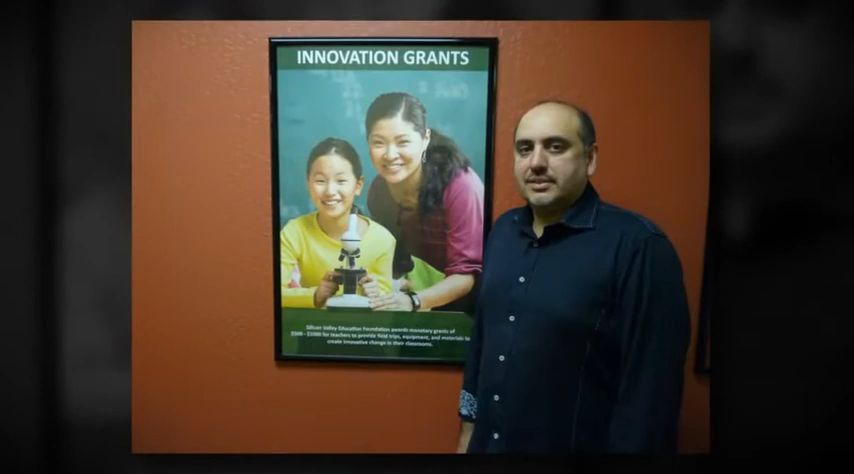 INNOVATION GRANTS
Silicon Valley Education Foundation awards monetary grants of
$500 - $1000 for teachers to provide field trips, equipment, and materials to
create innovative change in their classrooms.